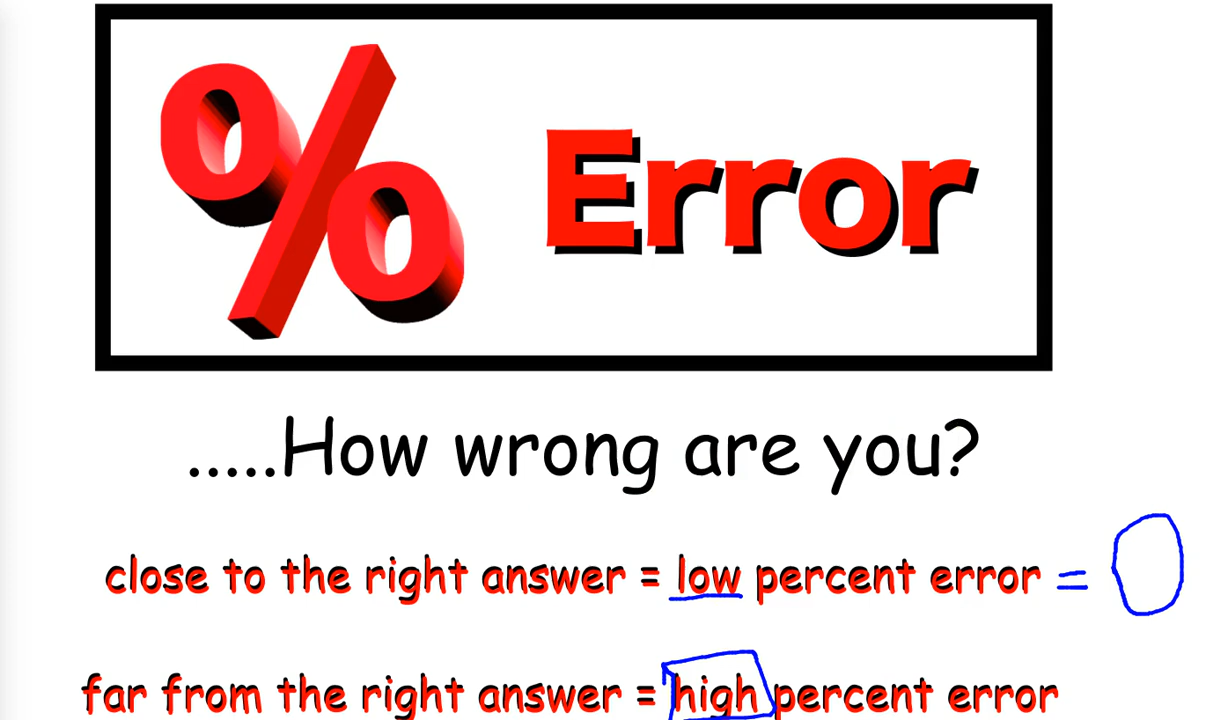 % Error
.....How wrong are you?
close to the right answer = low percent error = 0
far from the right answer = high percent error